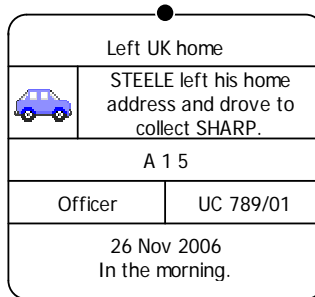 Left UK home
STEELE left his home
address and drove to
collect SHARP.
A 1 5
Officer
UC 789/01
26 Nov 2006
In the morning.